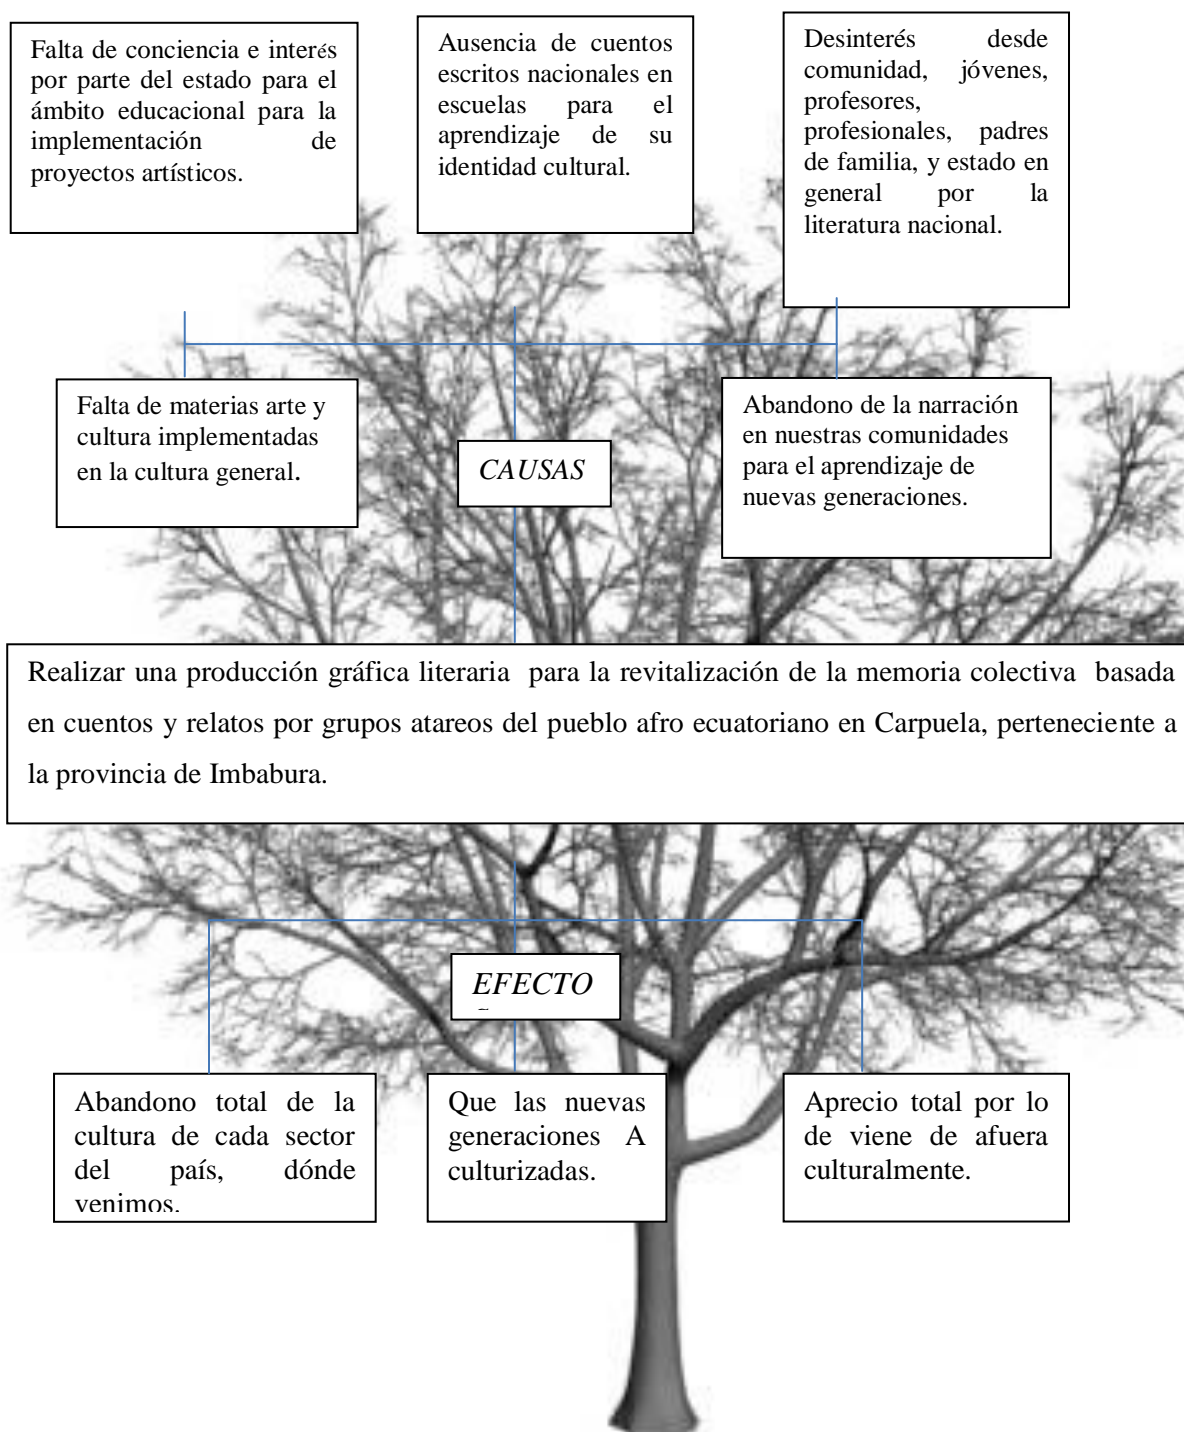 Falta de conciencia e interés
por parte del estado para el
ámbito educacional para la
implementación de
proyectos artísticos.
Ausencia de cuentos
escritos nacionales en
escuelas para el
aprendizaje de su
identidad cultural.
Desinterés desde
comunidad, jóvenes,
profesores,
profesionales, padres
de familia, y estado en
general por la
literatura nacional.
Falta de materias arte y
cultura implementadas
en la cultura general.
CAUSAS
Abandono de la narración
en nuestras comunidades
para el aprendizaje de
nuevas generaciones.
Realizar una producción gráfica literaria para la revitalización de la memoria colectiva basada
en cuentos y relatos por grupos atareos del pueblo afro ecuatoriano en Carpuela, perteneciente a
la provincia de Imbabura.
EFECTO
Abandono total de la
cultura de cada sector
del país, dónde
venimos.
Que las nuevas
generaciones A
culturizadas.
Aprecio total por lo
de viene de afuera
culturalmente.